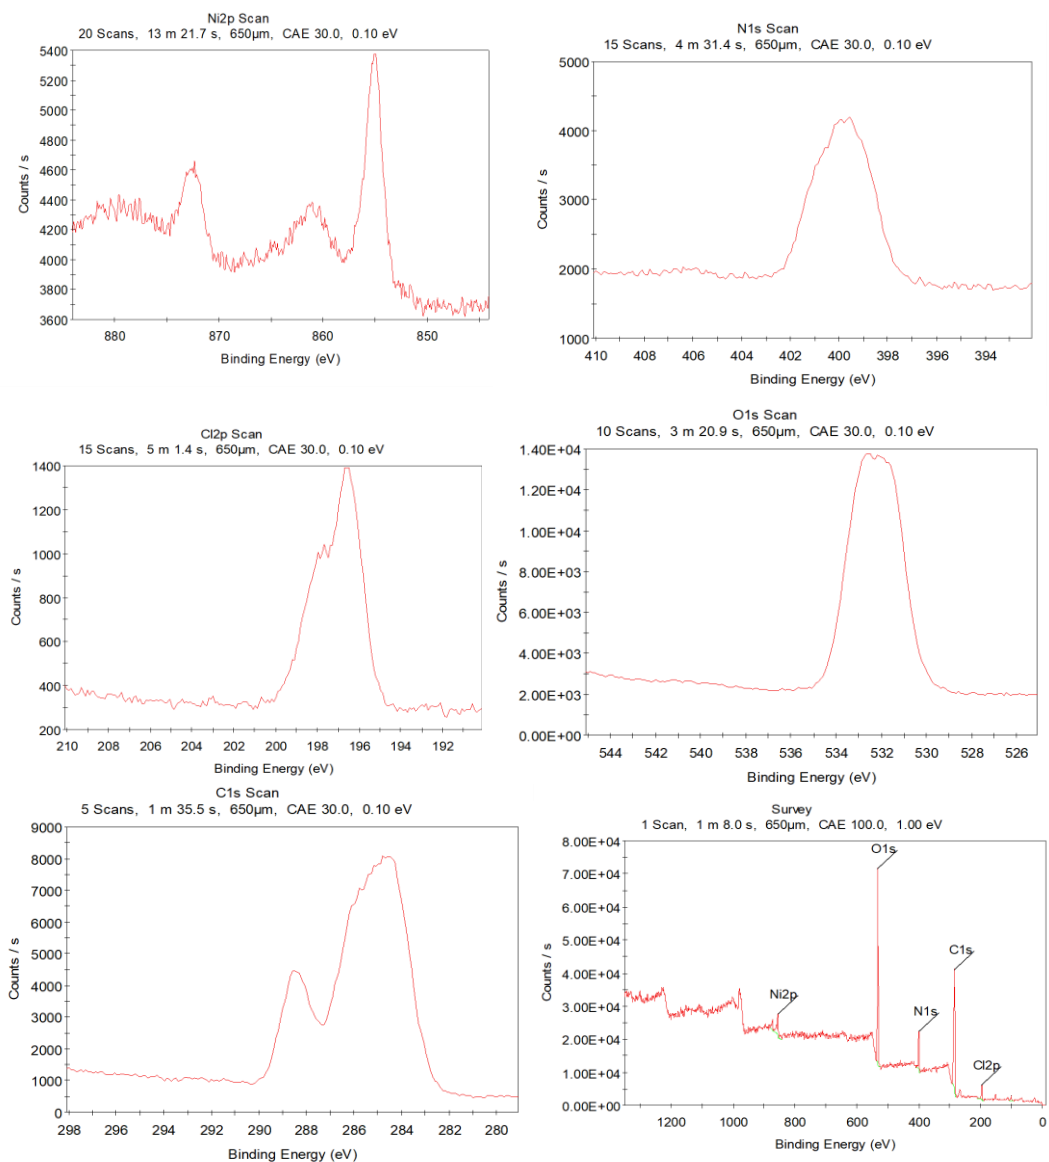 Ni2p Scan
20 Scans, 13 m 21.7 s, 650µm, CAE 30.0, 0.10 eV
5400
5200
5000
4800
4600
4400
4200
4000
3800
3600
Counts / s
880 870 860 850
Binding Energy (eV)
N1s Scan
15 Scans, 4 m 31.4 s, 650µm, CAE 30.0, 0.10 eV
5000
4000
3000
2000
1000
Counts / s
410 408 406 404 402 400 398 396 394
Binding Energy (eV)
Cl2p Scan
15 Scans, 5 m 1.4 s, 650µm, CAE 30.0, 0.10 eV
1400
1200
1000
800
600
400
200
Counts / s
210 208 206 204 202 200 198 196 194 192
Binding Energy (eV)
O1s Scan
10 Scans, 3 m 20.9 s, 650µm, CAE 30.0, 0.10 eV
1.40E+04
1.20E+04
1.00E+04
8.00E+03
6.00E+03
4.00E+03
2.00E+03
0.00E+00
Counts / s
544 542 540 538 536 534 532 530 528 526
Binding Energy (eV)
C1s Scan
5 Scans, 1 m 35.5 s, 650µm, CAE 30.0, 0.10 eV
9000
8000
7000
6000
5000
4000
3000
2000
1000
0
Counts / s
298 296 294 292 290 288 286 284 282 280
Binding Energy (eV)
Survey
1 Scan, 1 m 8.0 s, 650µm, CAE 100.0, 1.00 eV
8.00E+04
7.00E+04
6.00E+04
5.00E+04
4.00E+04
3.00E+04
2.00E+04
1.00E+04
0.00E+00
Counts / s
O1s
C1s
Ni2p
N1s
Cl2p
1200 1000 800 600 400 200 0
Binding Energy (eV)